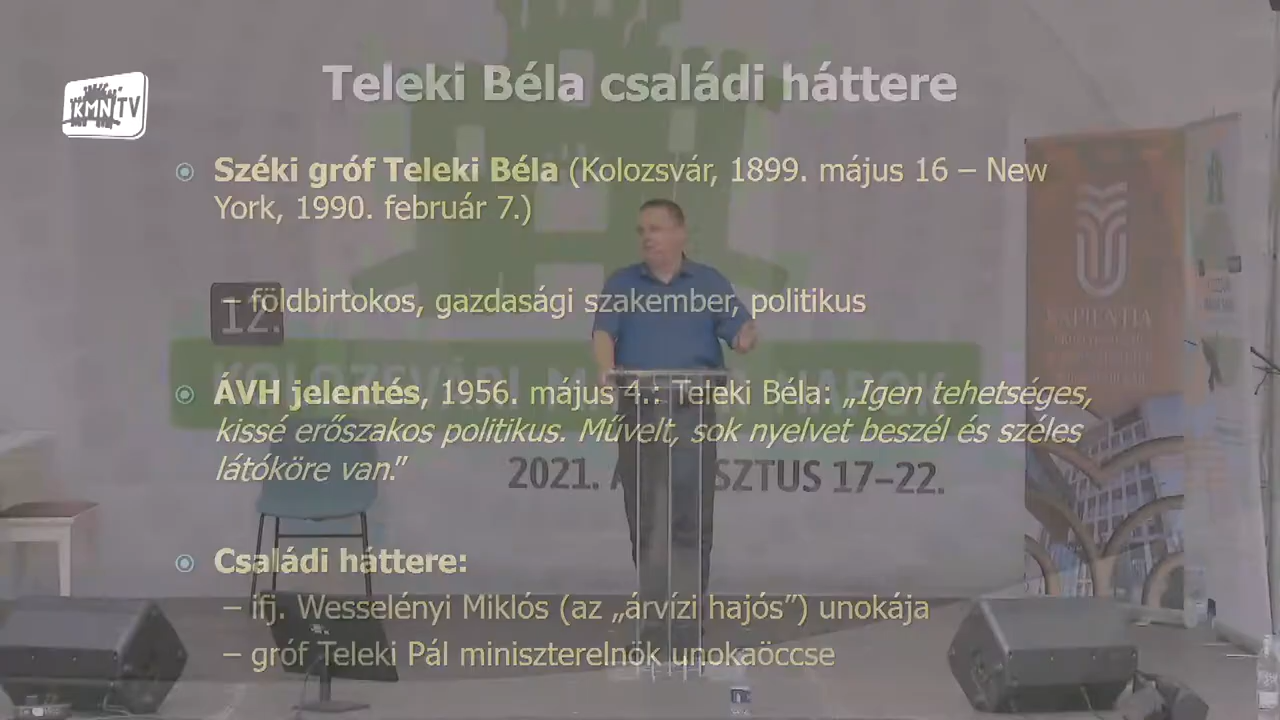 Teleki Béla családi háttere
KMN TV
Széki gróf Teleki Béla (Kolozsvár, 1899. május 16 – New
York, 1990. február 7.)
– földbirtokos, gazdasági szakember, politikus
12.
KOLOZSVÁRI NAPOK
ÁVH jelentés, 1956. május 4.: Teleki Béla: „Igen tehetséges,
kissé erőszakos politikus. Művelt, sok nyelvet beszél és széles
látóköre van.”
2021. SZTUS 17–22.
Családi háttere:
– ifj. Wesselényi Miklós (az „árvízi hajós”) unokája
– gróf Teleki Pál miniszterelnök unokaöccse
SAPIENTIA